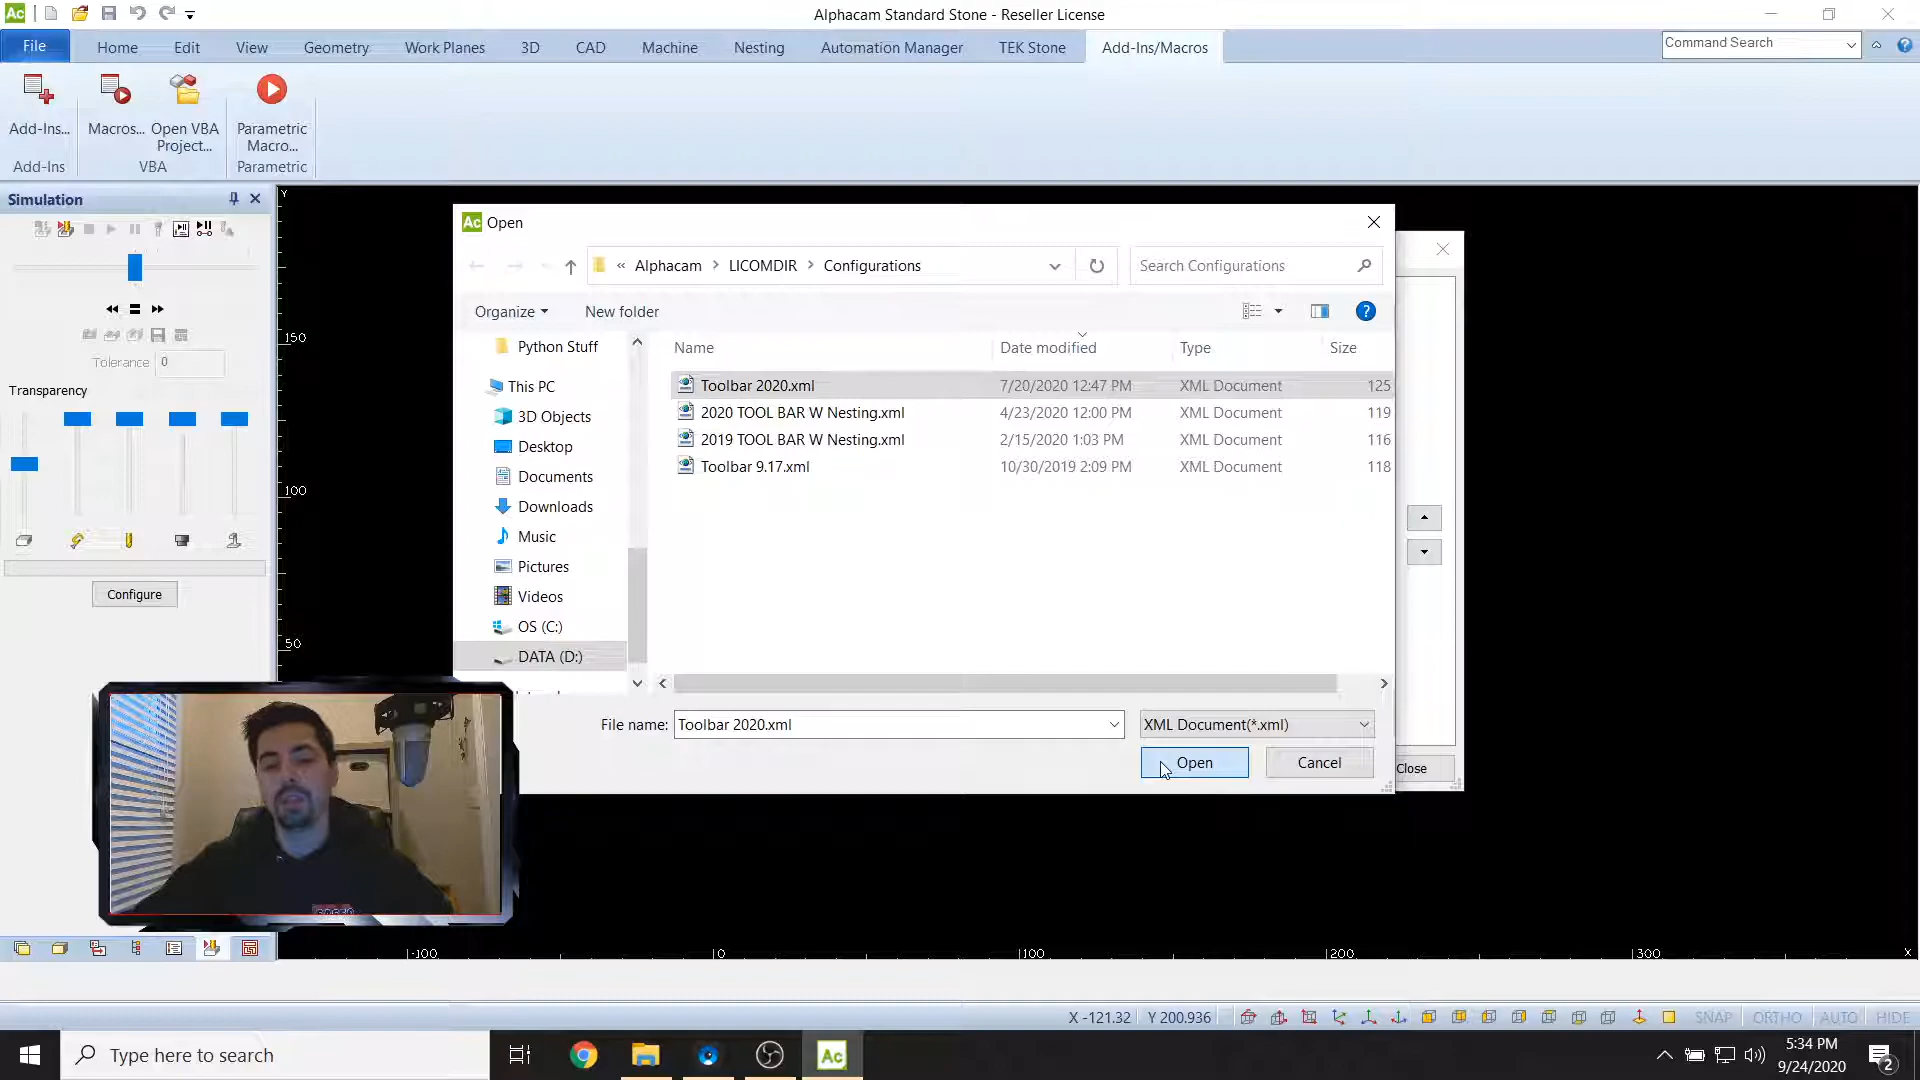 Ac
Alphacam Standard Stone - Reseller License
File
Home
Edit
View
Geometry
Work Planes
3D
CAD
Machine
Nesting
Automation Manager
TEK Stone
Add-Ins/Macros
Command Search
Add-Ins...
Macros...
Open VBA
Project...
Parametric
Macro...
Add-Ins
VBA
Parametric
Simulation
Tolerance
0
Transparency
Configure
Y
150
100
50
Ac Open
« Alphacam > LICOMDIR > Configurations
Search Configurations
Organize
New folder
Name
Date modified
Type
Size
Python Stuff
This PC
3D Objects
Desktop
Documents
Downloads
Music
Pictures
Videos
OS (C:)
DATA (D:)
Toolbar 2020.xml 7/20/2020 12:47 PM XML Document 125
2020 TOOL BAR W Nesting.xml 4/23/2020 12:00 PM XML Document 119
2019 TOOL BAR W Nesting.xml 2/15/2020 1:03 PM XML Document 116
Toolbar 9.17.xml 10/30/2019 2:09 PM XML Document 118
File name: Toolbar 2020.xml
XML Document(*.xml)
Open
Cancel
Close
-100
0
100
200
300
X
X -121.32 Y 200.936
SNAP
ORTHO
AUTO
HIDE
Type here to search
Ac
5:34 PM
9/24/2020
2